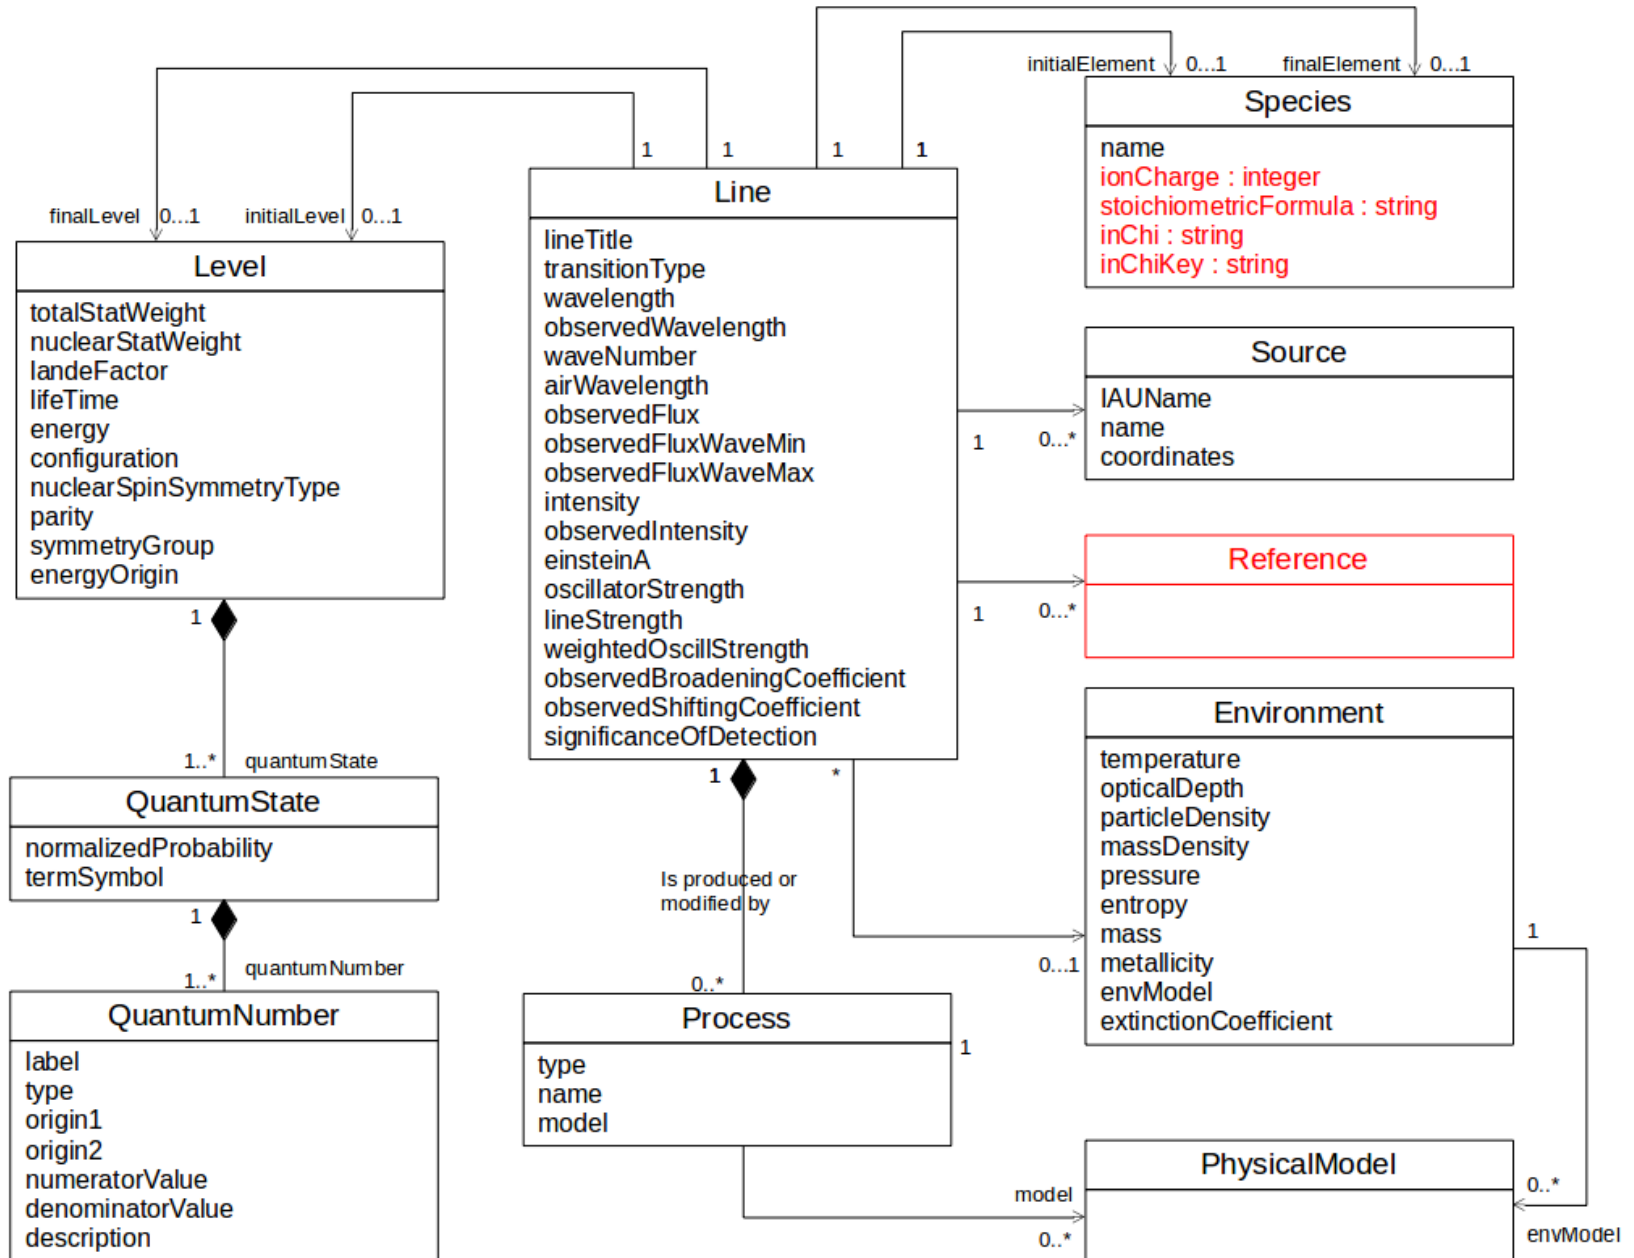 initialElement 0...1 finalElement 0...1
Species
name
ionCharge : integer
stoichiometricFormula : string
inChi : string
inChiKey : string
1 1 1 1
finalLevel 0...1 initialLevel 0...1
Level
totalStatWeight
nuclearStatWeight
landeFactor
lifeTime
energy
configuration
nuclearSpinSymmetryType
parity
symmetryGroup
energyOrigin
1
1..* quantumState
QuantumState
normalizedProbability
termSymbol
1
1..* quantumNumber
QuantumNumber
label
type
origin1
origin2
numeratorValue
denominatorValue
description
Line
lineTitle
transitionType
wavelength
observedWavelength
waveNumber
airWavelength
observedFlux
observedFluxWaveMin
observedFluxWaveMax
intensity
observedIntensity
einsteinA
oscillatorStrength
lineStrength
weightedOscillStrength
observedBroadeningCoefficient
observedShiftingCoefficient
significanceOfDetection
1 *
Is produced or
modified by
0..*
Process
type
name
model
1
Source
IAUName
name
coordinates
1 0...*
Reference
1 0...*
Environment
temperature
opticalDepth
particleDensity
massDensity
pressure
entropy
mass
metallicity
envModel
extinctionCoefficient
0...1
1
PhysicalModel
model
0..*
0..*
envModel